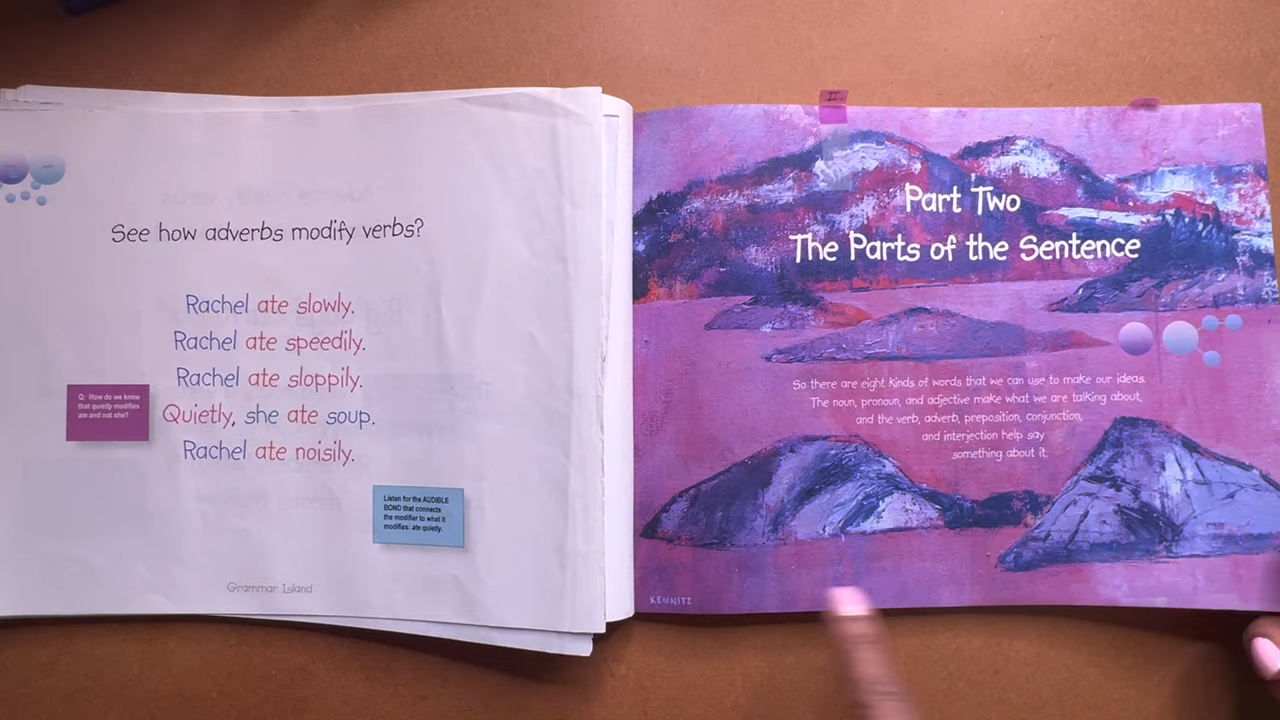 See how adverbs modify verbs?
Rachel ate slowly.
Rachel ate speedily.
Rachel ate sloppily.
Quietly, she ate soup.
Rachel ate noisily.
Q: How do we know
that quietly modifies
ate and not she?
Listen for the AUDIBLE
BOND that connects
the modifier to what it
modifies: ate quietly.
Grammar Island
II
Part Two
The Parts of the Sentence
So there are eight kinds of words that we can use to make our ideas.
The noun, pronoun, and adjective make what we are talking about,
and the verb, adverb, preposition, conjunction,
and interjection help say
something about it.
KEMNITZ